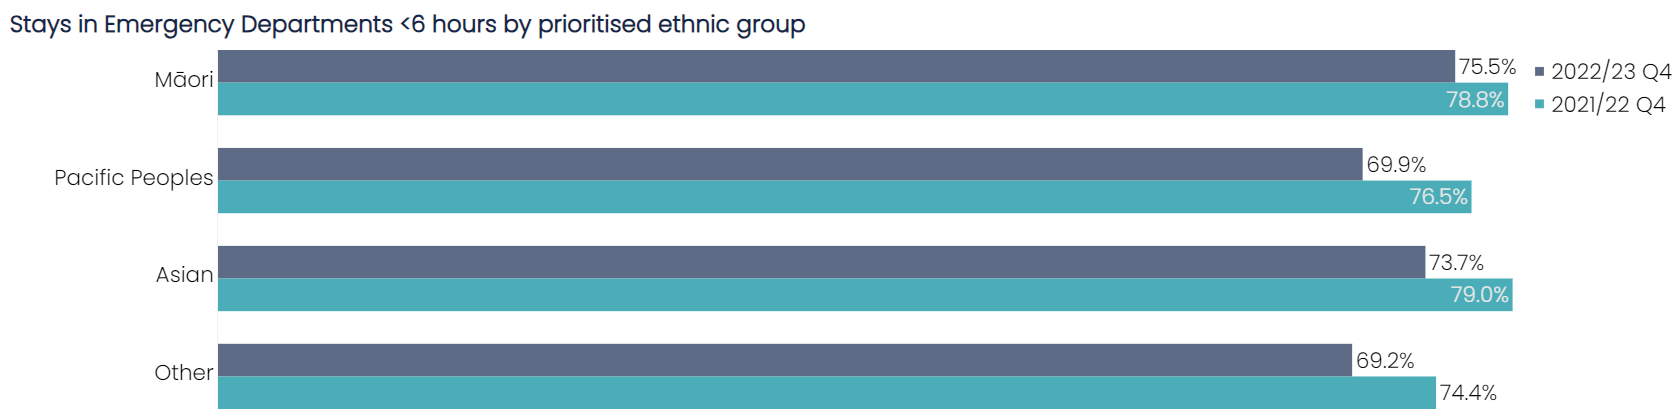 Stays in Emergency Departments <6 hours by prioritised ethnic group
Māori
75.5%
78.8%
2022/23 Q4
2021/22 Q4
Pacific Peoples
69.9%
76.5%
Asian
73.7%
79.0%
Other
69.2%
74.4%